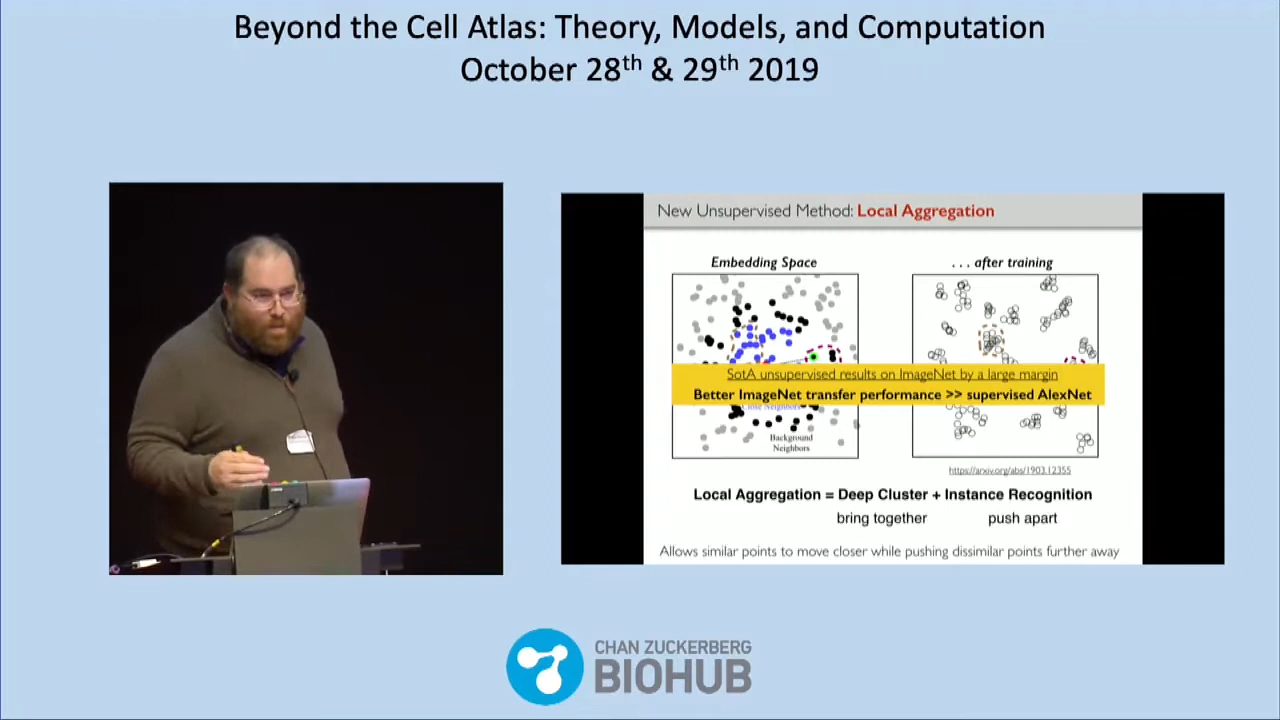 Beyond the Cell Atlas: Theory, Models, and Computation
October 28th & 29th 2019
New Unsupervised Method: Local Aggregation
Embedding Space
. . . after training
SotA unsupervised results on ImageNet by a large margin
Better ImageNet transfer performance >> supervised AlexNet
Close Neighbors
Background
Neighbors
https://arxiv.org/abs/1903.12355
Local Aggregation = Deep Cluster + Instance Recognition
bring together
push apart
Allows similar points to move closer while pushing dissimilar points further away
CHAN ZUCKERBERG
BIOHUB